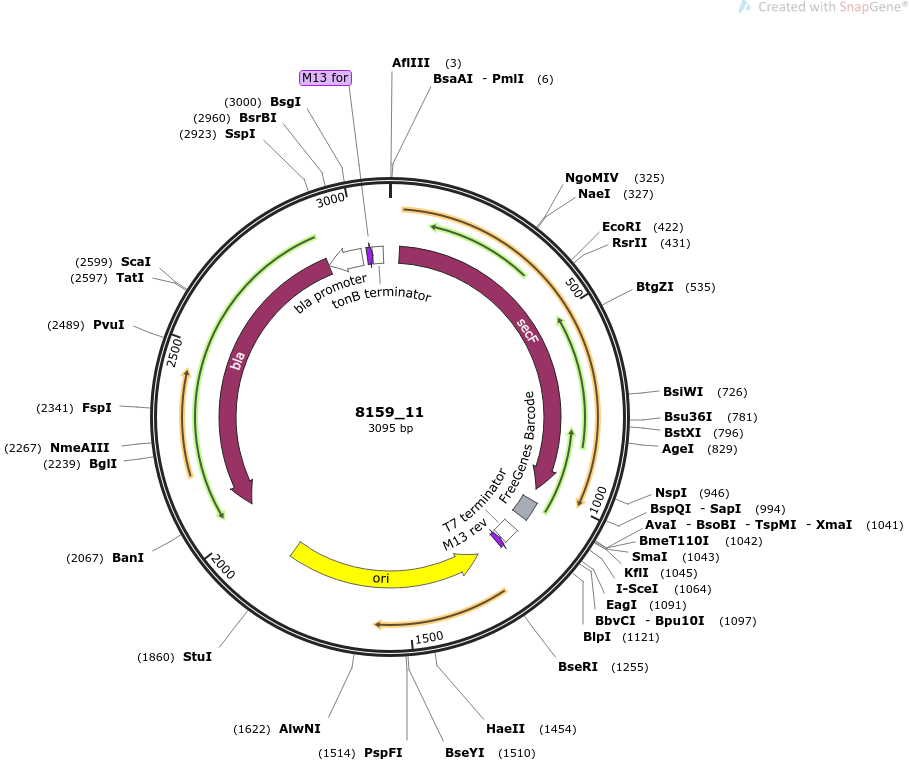 Created with SnapGene®
AflIII (3)
BsaAI - PmlI (6)
M13 for
(3000) BsgI
(2960) BsrBI
(2923) SspI
NgoMIV (325)
NaeI (327)
EcoRI (422)
RsrII (431)
BtgZI (535)
BsiWI (726)
Bsu36I (781)
BstXI (796)
AgeI (829)
NspI (946)
BspQI - SapI (994)
AvaI - BsoBI - TspMI - XmaI (1041)
BmeT110I (1042)
SmaI (1043)
KflI (1045)
I-SceI (1064)
EagI (1091)
BbvCI - Bpu10I (1097)
BlpI (1121)
BseRI (1255)
HaeII (1454)
BseYI (1510)
(1514) PspFI
(1622) AlwNI
(1860) StuI
(2067) BanI
(2239) BglI
(2267) NmeAIII
(2341) FspI
(2489) PvuI
(2597) TatI
(2599) ScaI
3000
500
1000
1500
2000
2500
bla promoter
tonB terminator
secF
bla
FreeGenes Barcode
T7 terminator
M13 rev
ori
8159_11
3095 bp